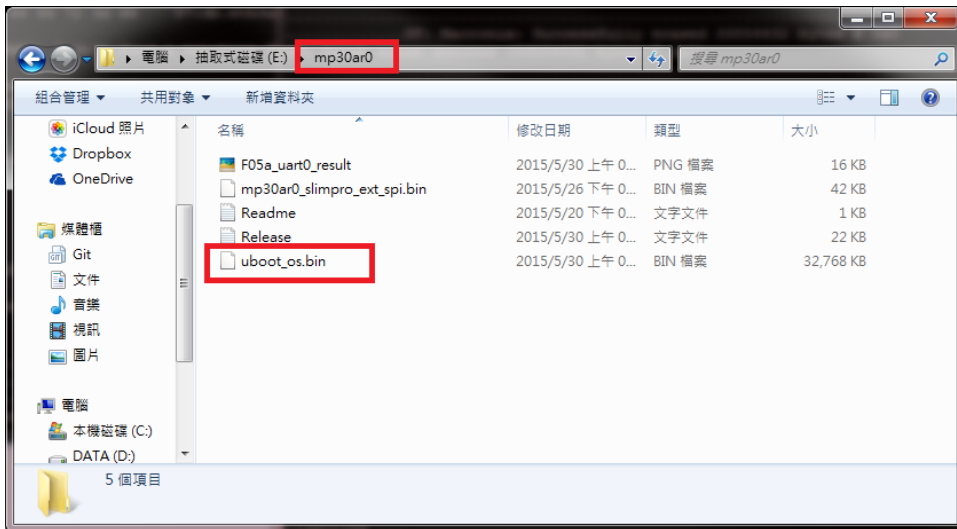 電腦 抽取式磁碟 (E:) mp30ar0 搜尋 mp30ar0
組合管理 共用對象 新增資料夾
iCloud 照片
Dropbox
OneDrive
媒體櫃
Git
文件
音樂
視訊
圖片
電腦
本機磁碟 (C:)
DATA (D:)
名稱 修改日期 類型 大小
F05a_uart0_result 2015/5/30 上午 0... PNG 檔案 16 KB
mp30ar0_slimpro_ext_spi.bin 2015/5/26 下午 0... BIN 檔案 42 KB
Readme 2015/5/20 下午 0... 文字文件 1 KB
Release 2015/5/30 上午 0... 文字文件 22 KB
uboot_os.bin 2015/5/30 上午 0... BIN 檔案 32,768 KB
5 個項目